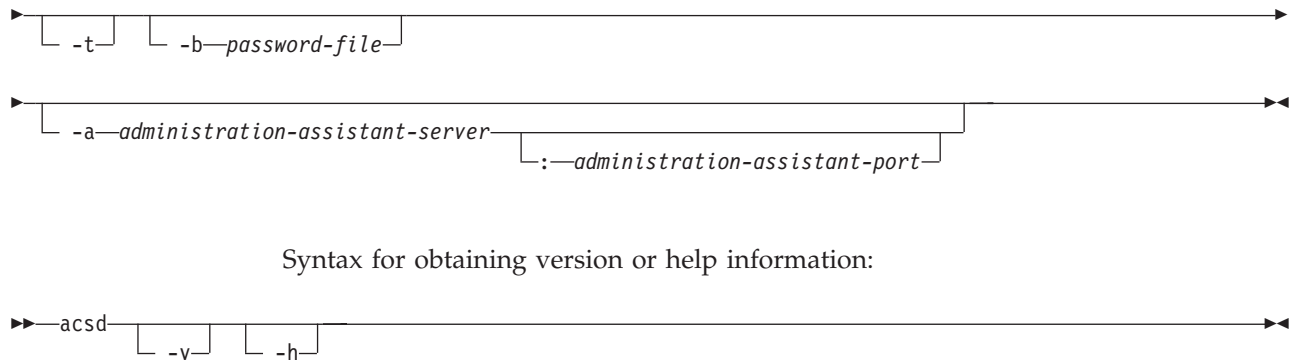 -t -b password-file
-a administration-assistant-server
: administration-assistant-port
Syntax for obtaining version or help information:
acsd
-v -h